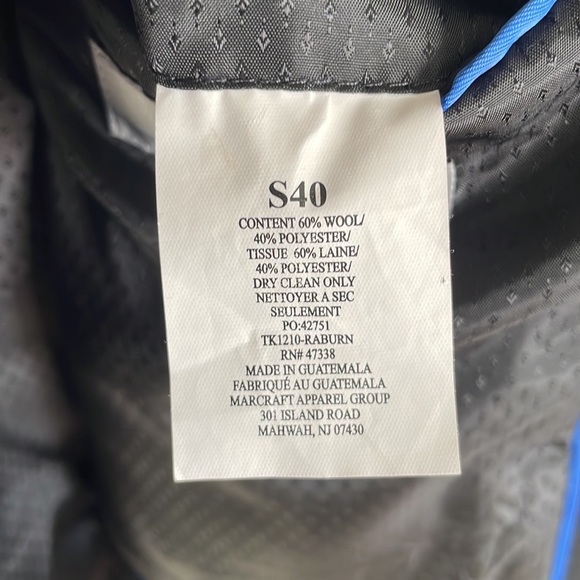 S40
CONTENT 60% WOOL/
40% POLYESTER/
TISSUE 60% LAINE/
40% POLYESTER/
DRY CLEAN ONLY
NETTOYER A SEC
SEULEMENT
PO:42751
TK1210-RABURN
RN# 47338
MADE IN GUATEMALA
FABRIQUÉ AU GUATEMALA
MARCRAFT APPAREL GROUP
301 ISLAND ROAD
MAHWAH, NJ 07430